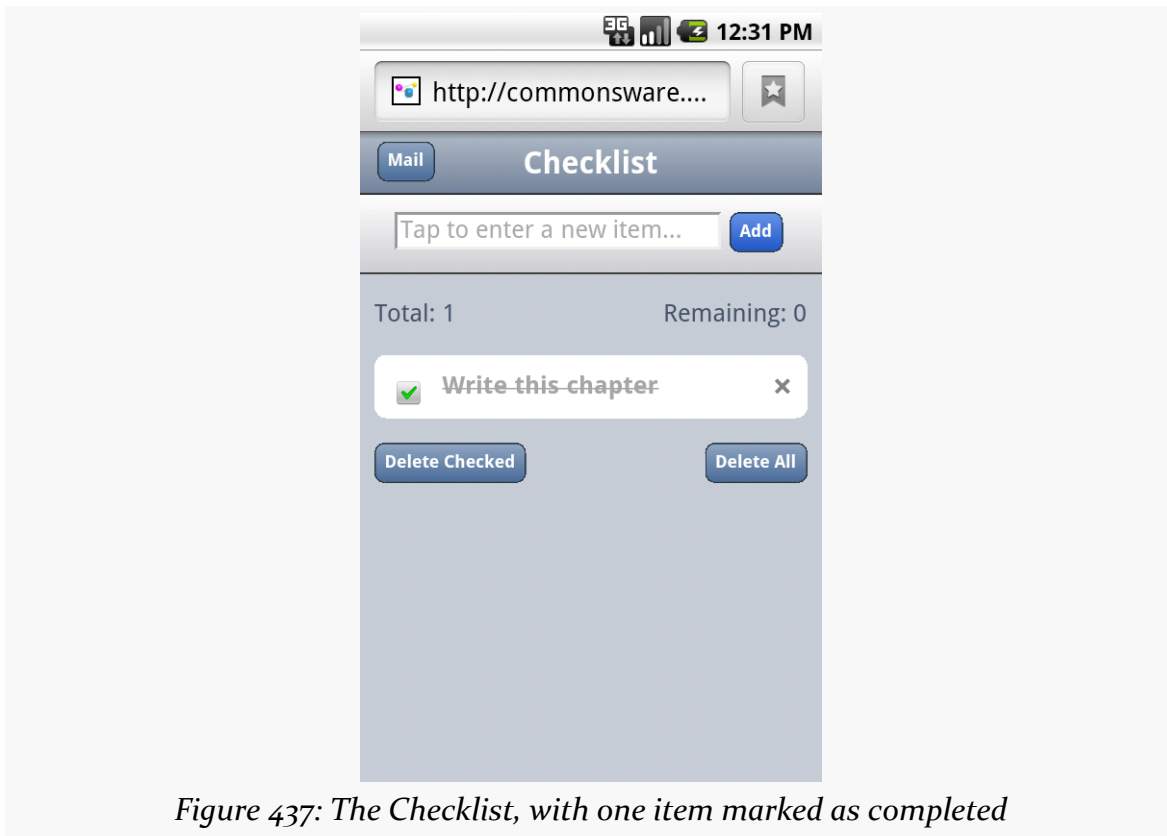 3G 12:31 PM
http://commonsware....
Mail Checklist
Tap to enter a new item... Add
Total: 1 Remaining: 0
Write this chapter ×
Delete Checked Delete All
Figure 437: The Checklist, with one item marked as completed